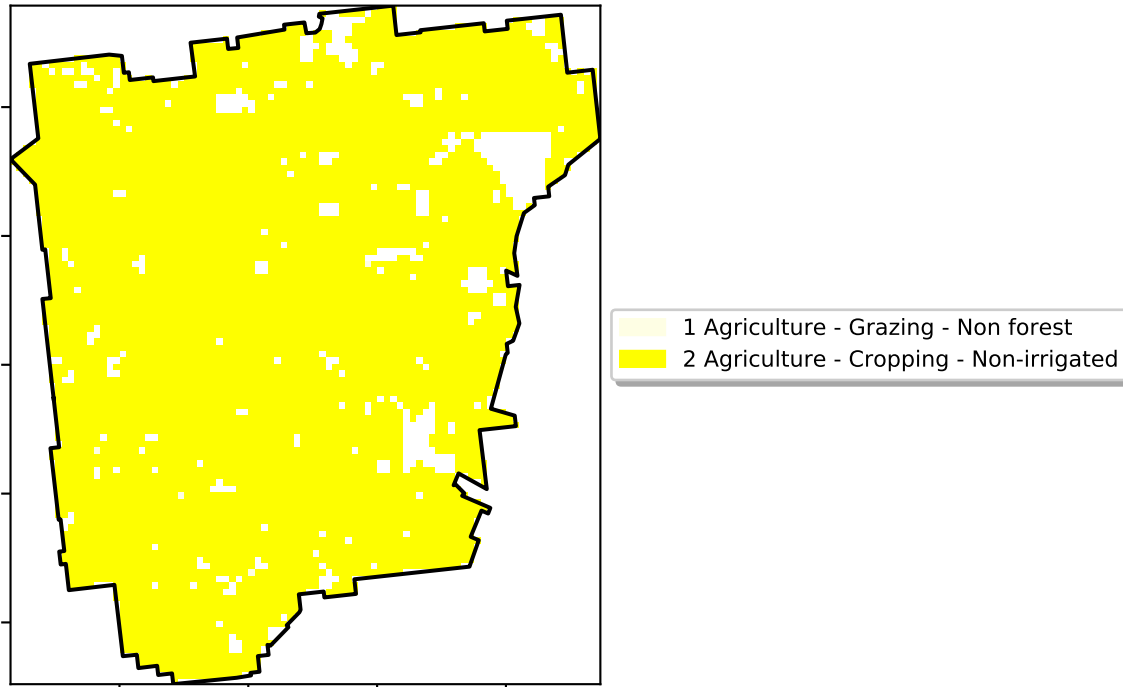 1 Agriculture - Grazing - Non forest
2 Agriculture - Cropping - Non-irrigated